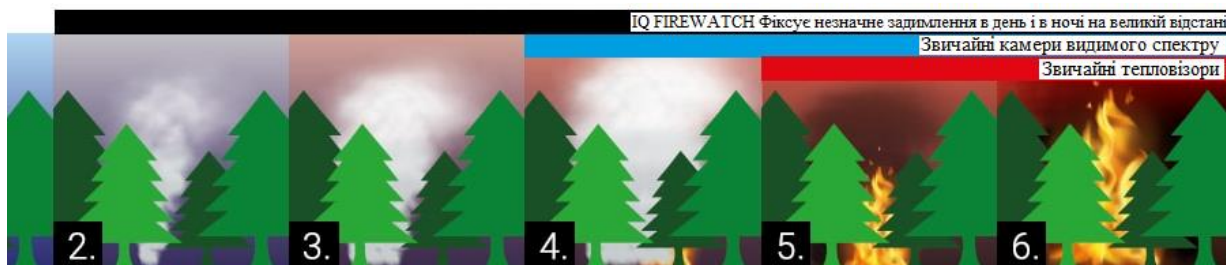 IQ FIREWATCH Фіксує незначне задимлення в день і в ночі на великій відстані
Звичайні камери видимого спектру
Звичайні тепловізори
2.
3.
4.
5.
6.